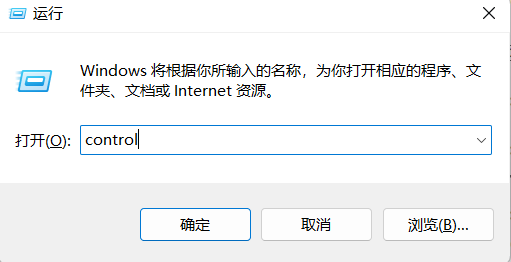 运行
Windows 将根据你所输入的名称，为你打开相应的程序、文
件夹、文档或 Internet 资源。
打开(O): control
确定 取消 浏览(B)...